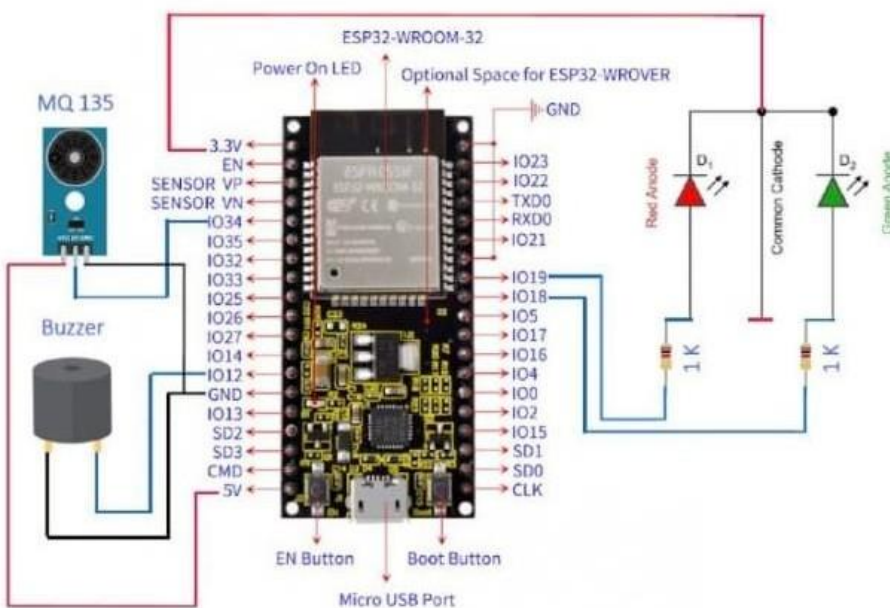 ESP32-WROOM-32
Power On LED
Optional Space for ESP32-WROVER
MQ 135
GND
3.3V
EN
SENSOR VP
SENSOR VN
IO34
IO35
IO32
IO33
IO25
IO26
IO27
IO14
IO12
GND
IO13
SD2
SD3
CMD
5V
IO23
IO22
TXD0
RXD0
IO21
IO19
IO18
IO5
IO17
IO16
IO4
IO0
IO2
IO15
SD1
SD0
CLK
Buzzer
D1
Red Anode
Common Cathode
D2
Green Anode
1 K
1 K
EN Button
Boot Button
Micro USB Port
ESP32-WROOM-32